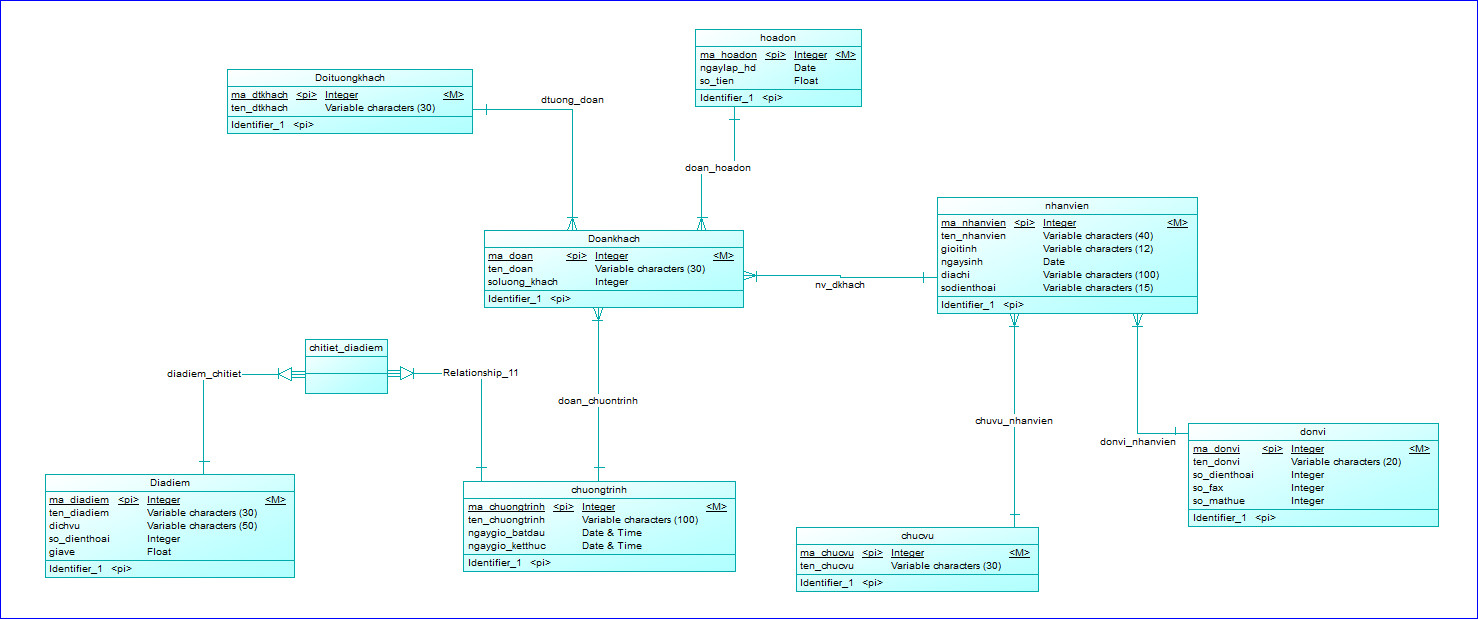 hoadon
ma_hoadon <pi> Integer <M>
ngaylap_hd Date
so_tien Float
Identifier_1 <pi>
Doituongkhach
ma_dtkhach <pi> Integer <M>
ten_dtkhach Variable characters (30)
Identifier_1 <pi>
dtuong_doan
doan_hoadon
nhanvien
ma_nhanvien <pi> Integer <M>
ten_nhanvien Variable characters (40)
gioitinh Variable characters (12)
ngaysinh Date
diachi Variable characters (100)
sodienthoai Variable characters (15)
Identifier_1 <pi>
Doankhach
ma_doan <pi> Integer <M>
ten_doan Variable characters (30)
soluong_khach Integer
Identifier_1 <pi>
nv_dkhach
chitiet_diadiem
diadiem_chitiet
Relationship_11
doan_chuontrinh
chuvu_nhanvien
donvi_nhanvien
donvi
ma_donvi <pi> Integer <M>
ten_donvi Variable characters (20)
so_dienthoai Integer
so_fax Integer
so_mathue Integer
Identifier_1 <pi>
Diadiem
ma_diadiem <pi> Integer <M>
ten_diadiem Variable characters (30)
dichvu Variable characters (50)
so_dienthoai Integer
giave Float
Identifier_1 <pi>
chuongtrinh
ma_chuongtrinh <pi> Integer <M>
ten_chuongtrinh Variable characters (100)
ngaygio_batdau Date & Time
ngaygio_ketthuc Date & Time
Identifier_1 <pi>
chucvu
ma_chucvu <pi> Integer <M>
ten_chucvu Variable characters (30)
Identifier_1 <pi>